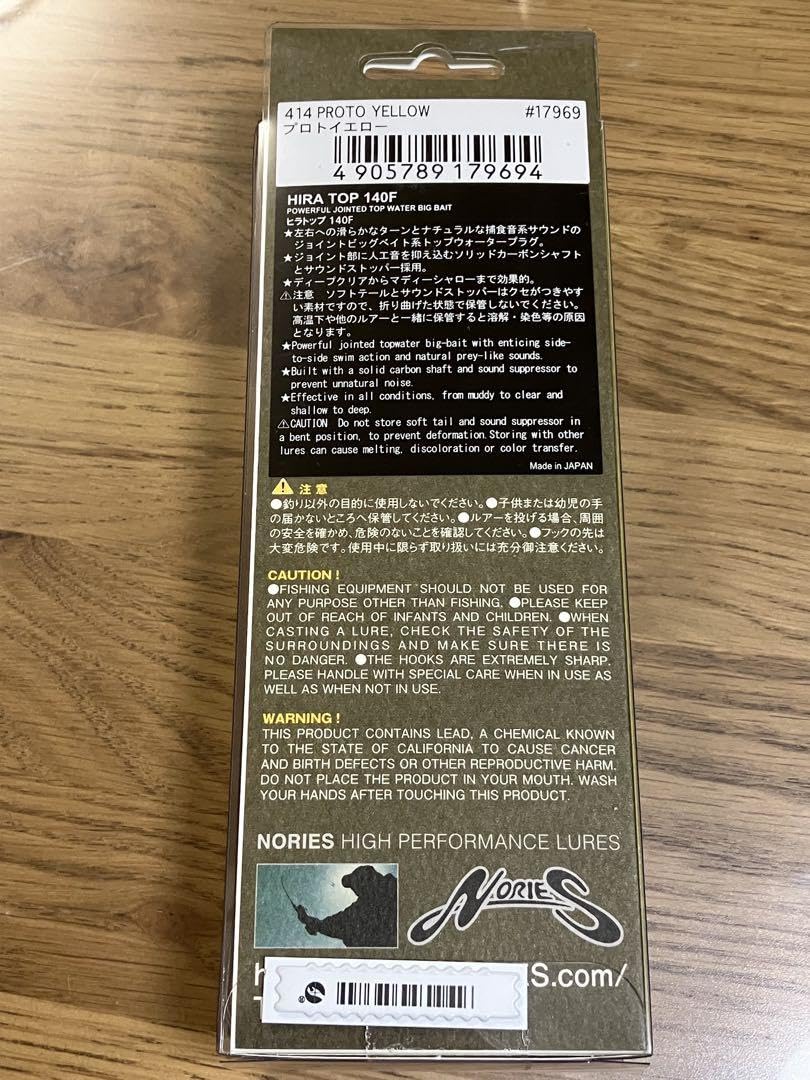 414 PROTO YELLOW #17969
プロトイエロー
4 905789 179694
HIRA TOP 140F
POWERFUL JOINTED TOP WATER BIG BAIT
ヒラトップ 140F
★左右への滑らかなターンとナチュラルな捕食音系サウンドの
ジョイントビッグベイト系トップウォータープラグ。
★ジョイント部に人工音を抑え込むソリッドカーボンシャフト
とサウンドストッパー採用。
★ディープクリアからマディーシャローまで効果的。
⚠注意 ソフトテールとサウンドストッパーはクセがつきやす
い素材ですので、折り曲げた状態で保管しないでください。
高温下や他のルアーと一緒に保管すると溶解・染色等の原因
となります。
★Powerful jointed topwater big-bait with enticing side-
to-side swim action and natural prey-like sounds.
★Built with a solid carbon shaft and sound suppressor to
prevent unnatural noise.
★Effective in all conditions, from muddy to clear and
shallow to deep.
⚠CAUTION Do not store soft tail and sound suppressor in
a bent position, to prevent deformation.Storing with other
lures can cause melting, discoloration or color transfer.
Made in JAPAN
⚠ 注意
●釣り以外の目的に使用しないでください。●子供または幼児の手
の届かないところへ保管してください。●ルアーを投げる場合、周囲
の安全を確かめ、危険のないことを確認してください。●フックの先は
大変危険です。使用中に限らず取り扱いには充分御注意ください。
CAUTION !
●FISHING EQUIPMENT SHOULD NOT BE USED FOR
ANY PURPOSE OTHER THAN FISHING. ●PLEASE KEEP
OUT OF REACH OF INFANTS AND CHILDREN. ●WHEN
CASTING A LURE, CHECK THE SAFETY OF THE
SURROUNDINGS AND MAKE SURE THERE IS
NO DANGER. ●THE HOOKS ARE EXTREMELY SHARP.
PLEASE HANDLE WITH SPECIAL CARE WHEN IN USE AS
WELL AS WHEN NOT IN USE.
WARNING !
THIS PRODUCT CONTAINS LEAD, A CHEMICAL KNOWN
TO THE STATE OF CALIFORNIA TO CAUSE CANCER
AND BIRTH DEFECTS OR OTHER REPRODUCTIVE HARM.
DO NOT PLACE THE PRODUCT IN YOUR MOUTH. WASH
YOUR HANDS AFTER TOUCHING THIS PRODUCT.
NORIES HIGH PERFORMANCE LURES
NORIES
S.com/